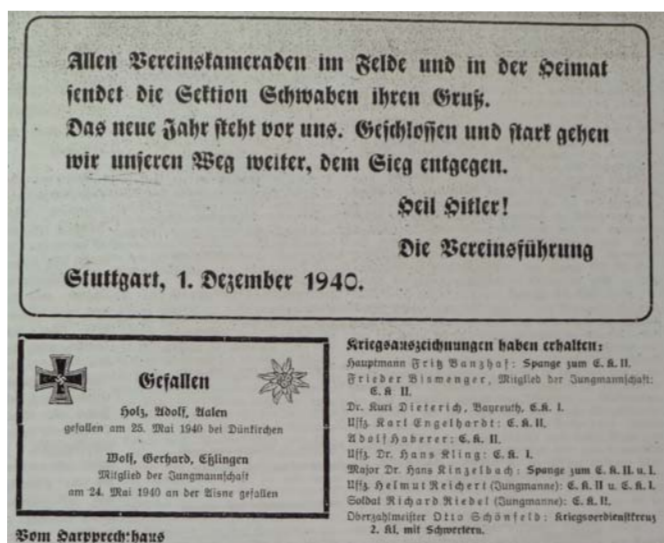 Allen Vereinskameraden im Felde und in der Heimat
sendet die Sektion Schwaben ihren Gruß.
Das neue Jahr steht vor uns. Geschlossen und stark gehen
wir unseren Weg weiter, dem Sieg entgegen.
Heil Hitler!
Die Vereinsführung
Stuttgart, 1. Dezember 1940.
Gefallen
Holz, Adolf, Aalen
gefallen am 25. Mai 1940 bei Dünkirchen
Wolf, Gerhard, Eßlingen
Mitglied der Jungmannschaft
am 24. Mai 1940 an der Aisne gefallen
Vom Harpprechthaus
Kriegsauszeichnungen haben erhalten:
Hauptmann Fritz Banzhaf: Spange zum E. K. II.
Frieder Bismenger, Mitglied der Jungmannschaft:
E. K. II.
Dr. Kurt Dieterich, Bayreuth, E. K. I.
Uffz. Karl Engelhardt: E. K. II.
Adolf Haberer: E. K. II.
Uffz. Dr. Hans Kling: E. K. I.
Major Dr. Hans Kinzelbach: Spange zum E. K. II. u. I.
Uffz. Helmut Reichert (Jungmanne): E. K. II u. E. K. I.
Soldat Richard Riedel (Jungmanne): E. K. II.
Oberzahlmeister Otto Schönfeld: Kriegsverdienstkreuz
2. Kl. mit Schwertern.